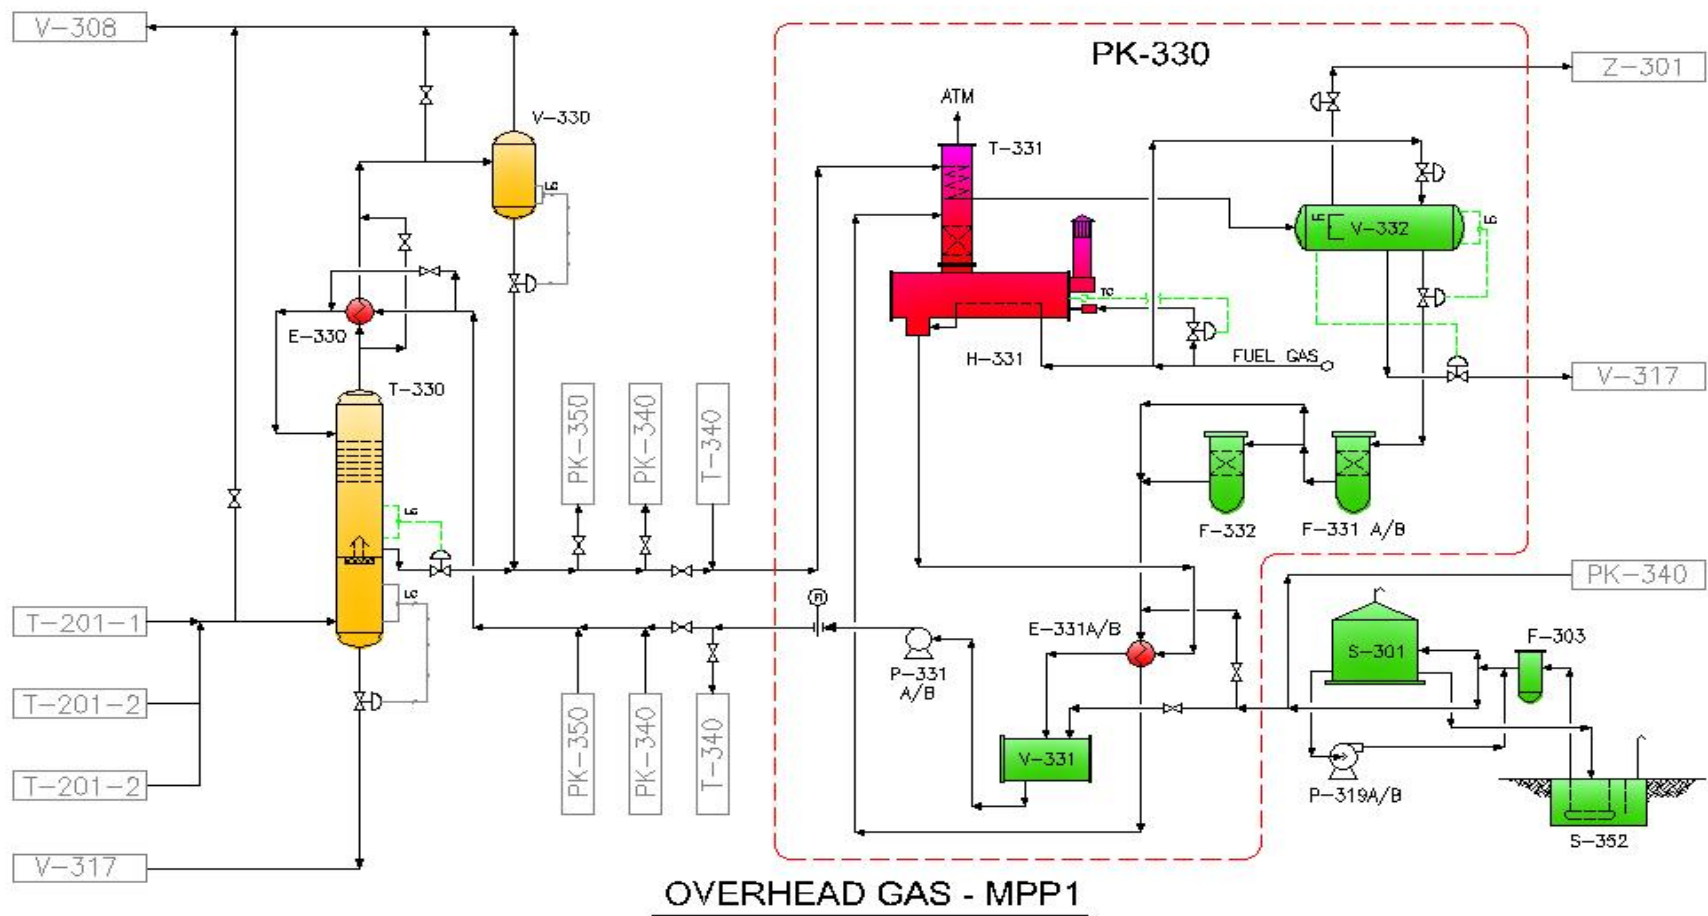 V-308
PK-330
Z-301
ATM
V-330
T-331
LC
LC
V-332
LC
TC
E-330
H-331
FUEL GAS
V-317
T-330
PK-350
PK-340
T-340
LC
F-332
F-331 A/B
PK-340
LC
FI
T-201-1
E-331A/B
S-301
F-303
P-331
A/B
T-201-2
PK-350
PK-340
T-340
V-331
T-201-2
P-319A/B
S-352
V-317
OVERHEAD GAS - MPP1